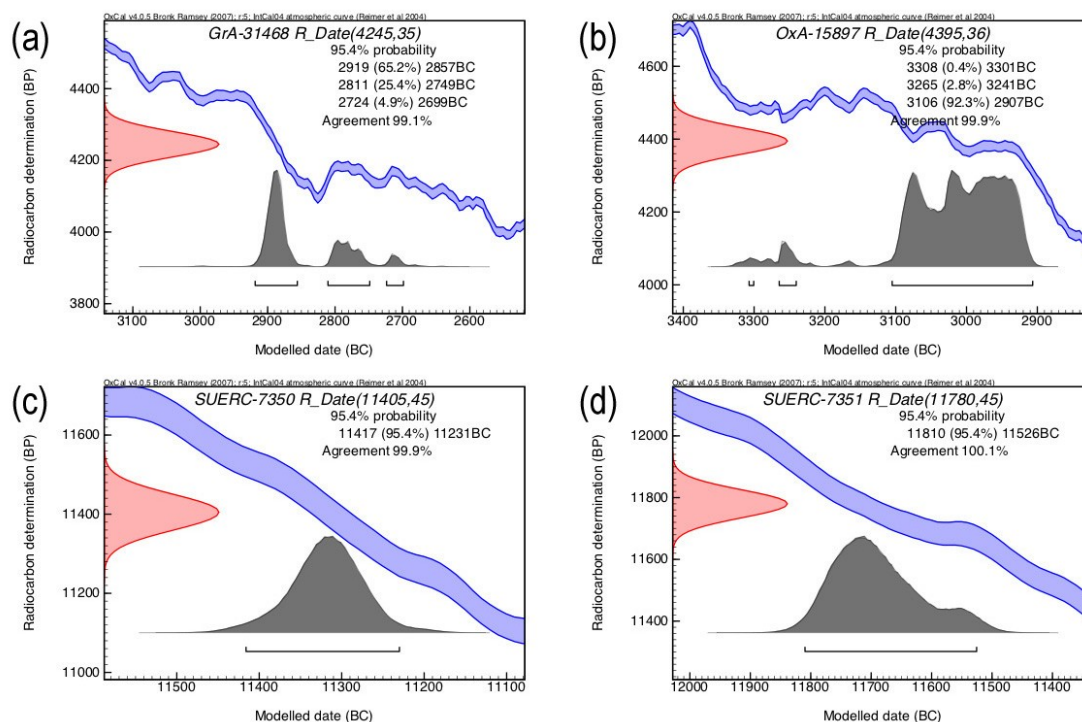 (a)
OxCal v4.0.5 Bronk Ramsey (2007); r:5; IntCal04 atmospheric curve (Reimer et al 2004)
GrA-31468 R_Date(4245,35)
95.4% probability
2919 (65.2%) 2857BC
2811 (25.4%) 2749BC
2724 (4.9%) 2699BC
Agreement 99.1%
Radiocarbon determination (BP)
4400
4200
4000
3800
3100 3000 2900 2800 2700 2600
Modelled date (BC)
(b)
OxCal v4.0.5 Bronk Ramsey (2007); r:5; IntCal04 atmospheric curve (Reimer et al 2004)
OxA-15897 R_Date(4395,36)
95.4% probability
3308 (0.4%) 3301BC
3265 (2.8%) 3241BC
3106 (92.3%) 2907BC
Agreement 99.9%
Radiocarbon determination (BP)
4600
4400
4200
4000
3400 3300 3200 3100 3000 2900
Modelled date (BC)
(c)
OxCal v4.0.5 Bronk Ramsey (2007); r:5; IntCal04 atmospheric curve (Reimer et al 2004)
SUERC-7350 R_Date(11405,45)
95.4% probability
11417 (95.4%) 11231BC
Agreement 99.9%
Radiocarbon determination (BP)
11600
11400
11200
11000
11500 11400 11300 11200 11100
Modelled date (BC)
(d)
OxCal v4.0.5 Bronk Ramsey (2007); r:5; IntCal04 atmospheric curve (Reimer et al 2004)
SUERC-7351 R_Date(11780,45)
95.4% probability
11810 (95.4%) 11526BC
Agreement 100.1%
Radiocarbon determination (BP)
12000
11800
11600
11400
12000 11900 11800 11700 11600 11500 11400
Modelled date (BC)